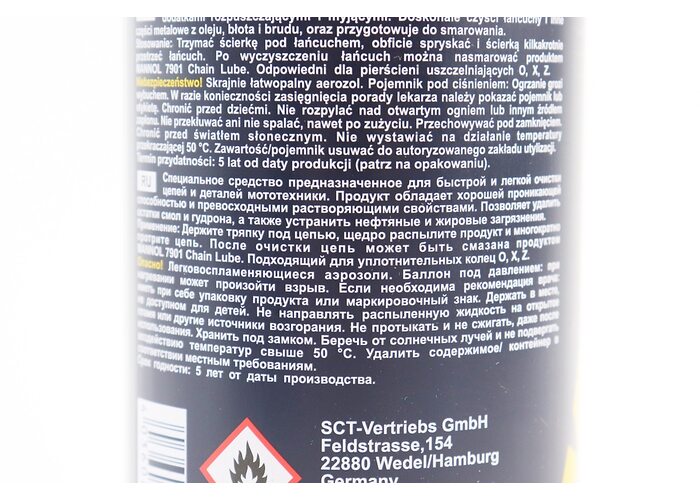 dodatkami rozpuszczającymi i myjącymi. Doskonale czyści łańcuchy i inne
części metalowe z oleju, błota i brudu, oraz przygotowuje do smarowania.
Stosowanie: Trzymać ścierkę pod łańcuchem, obficie spryskać i ścierką kilkakrotnie
przetrzeć łańcuch. Po wyczyszczeniu łańcuch można nasmarować produktem
MANNOL 7901 Chain Lube. Odpowiedni dla pierścieni uszczelniających O, X, Z.
Niebezpieczeństwo! Skrajnie łatwopalny aerozol. Pojemnik pod ciśnieniem: Ogrzanie grozi
wybuchem. W razie konieczności zasięgnięcia porady lekarza należy pokazać pojemnik lub
etykietę. Chronić przed dziećmi. Nie rozpylać nad otwartym ogniem lub innym źródłem
zapłonu. Nie przekłuwać ani nie spalać, nawet po zużyciu. Przechowywać pod zamknięciem.
Chronić przed światłem słonecznym. Nie wystawiać na działanie temperatury
przekraczającej 50 °C. Zawartość/pojemnik usuwać do autoryzowanego zakładu utylizacji.
Termin przydatności: 5 lat od daty produkcji (patrz na opakowaniu).
RU Специальное средство предназначенное для быстрой и легкой очистки
цепей и деталей мототехники. Продукт обладает хорошей проникающей
способностью и превосходными растворяющими свойствами. Позволяет удалить
остатки смол и гудрона, а также устранить нефтяные и жировые загрязнения.
Применение: Держите тряпку под цепью, щедро распылите продукт и многократно
протрите цепь. После очистки цепь может быть смазана продуктом
MANNOL 7901 Chain Lube. Подходящий для уплотнительных колец O, X, Z.
Опасно! Легковоспламеняющиеся аэрозоли. Баллон под давлением: при
нагревании может произойти взрыв. Если необходима рекомендация врача:
иметь при себе упаковку продукта или маркировочный знак. Держать в месте,
не доступном для детей. Не направлять распыленную жидкость на открытое
пламя или другие источники возгорания. Не протыкать и не сжигать, даже после
использования. Хранить под замком. Беречь от солнечных лучей и не подвергать
воздействию температур свыше 50 °С. Удалить содержимое/ контейнер в
соответствии местным требованиям.
Срок годности: 5 лет от даты производства.
SCT-Vertriebs GmbH
Feldstrasse,154
22880 Wedel/Hamburg
Germany